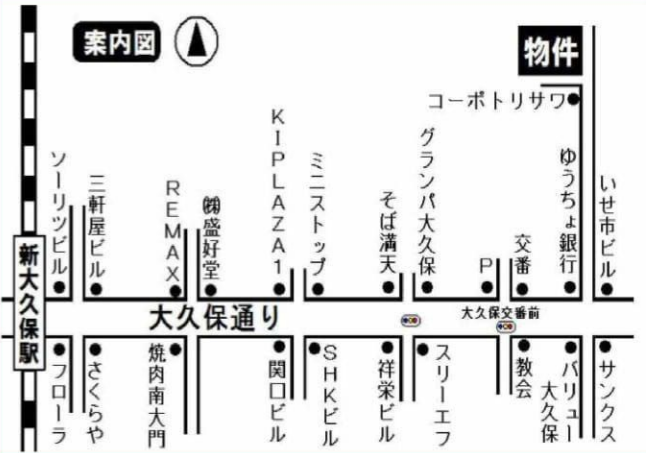 案内図
物件
コーポトリサワ
ソーリツビル
三軒屋ビル
REMAX
㈱盛好堂
KIPLAZA1
ミニストップ
そば満天
グランパ大久保
P
交番
ゆうちょ銀行
いせ市ビル
新大久保駅
大久保通り
大久保交番前
フローラ
さくらや
焼肉南大門
関口ビル
SHKビル
祥栄ビル
スリーエフ
教会
バリュー
大久保
サンクス